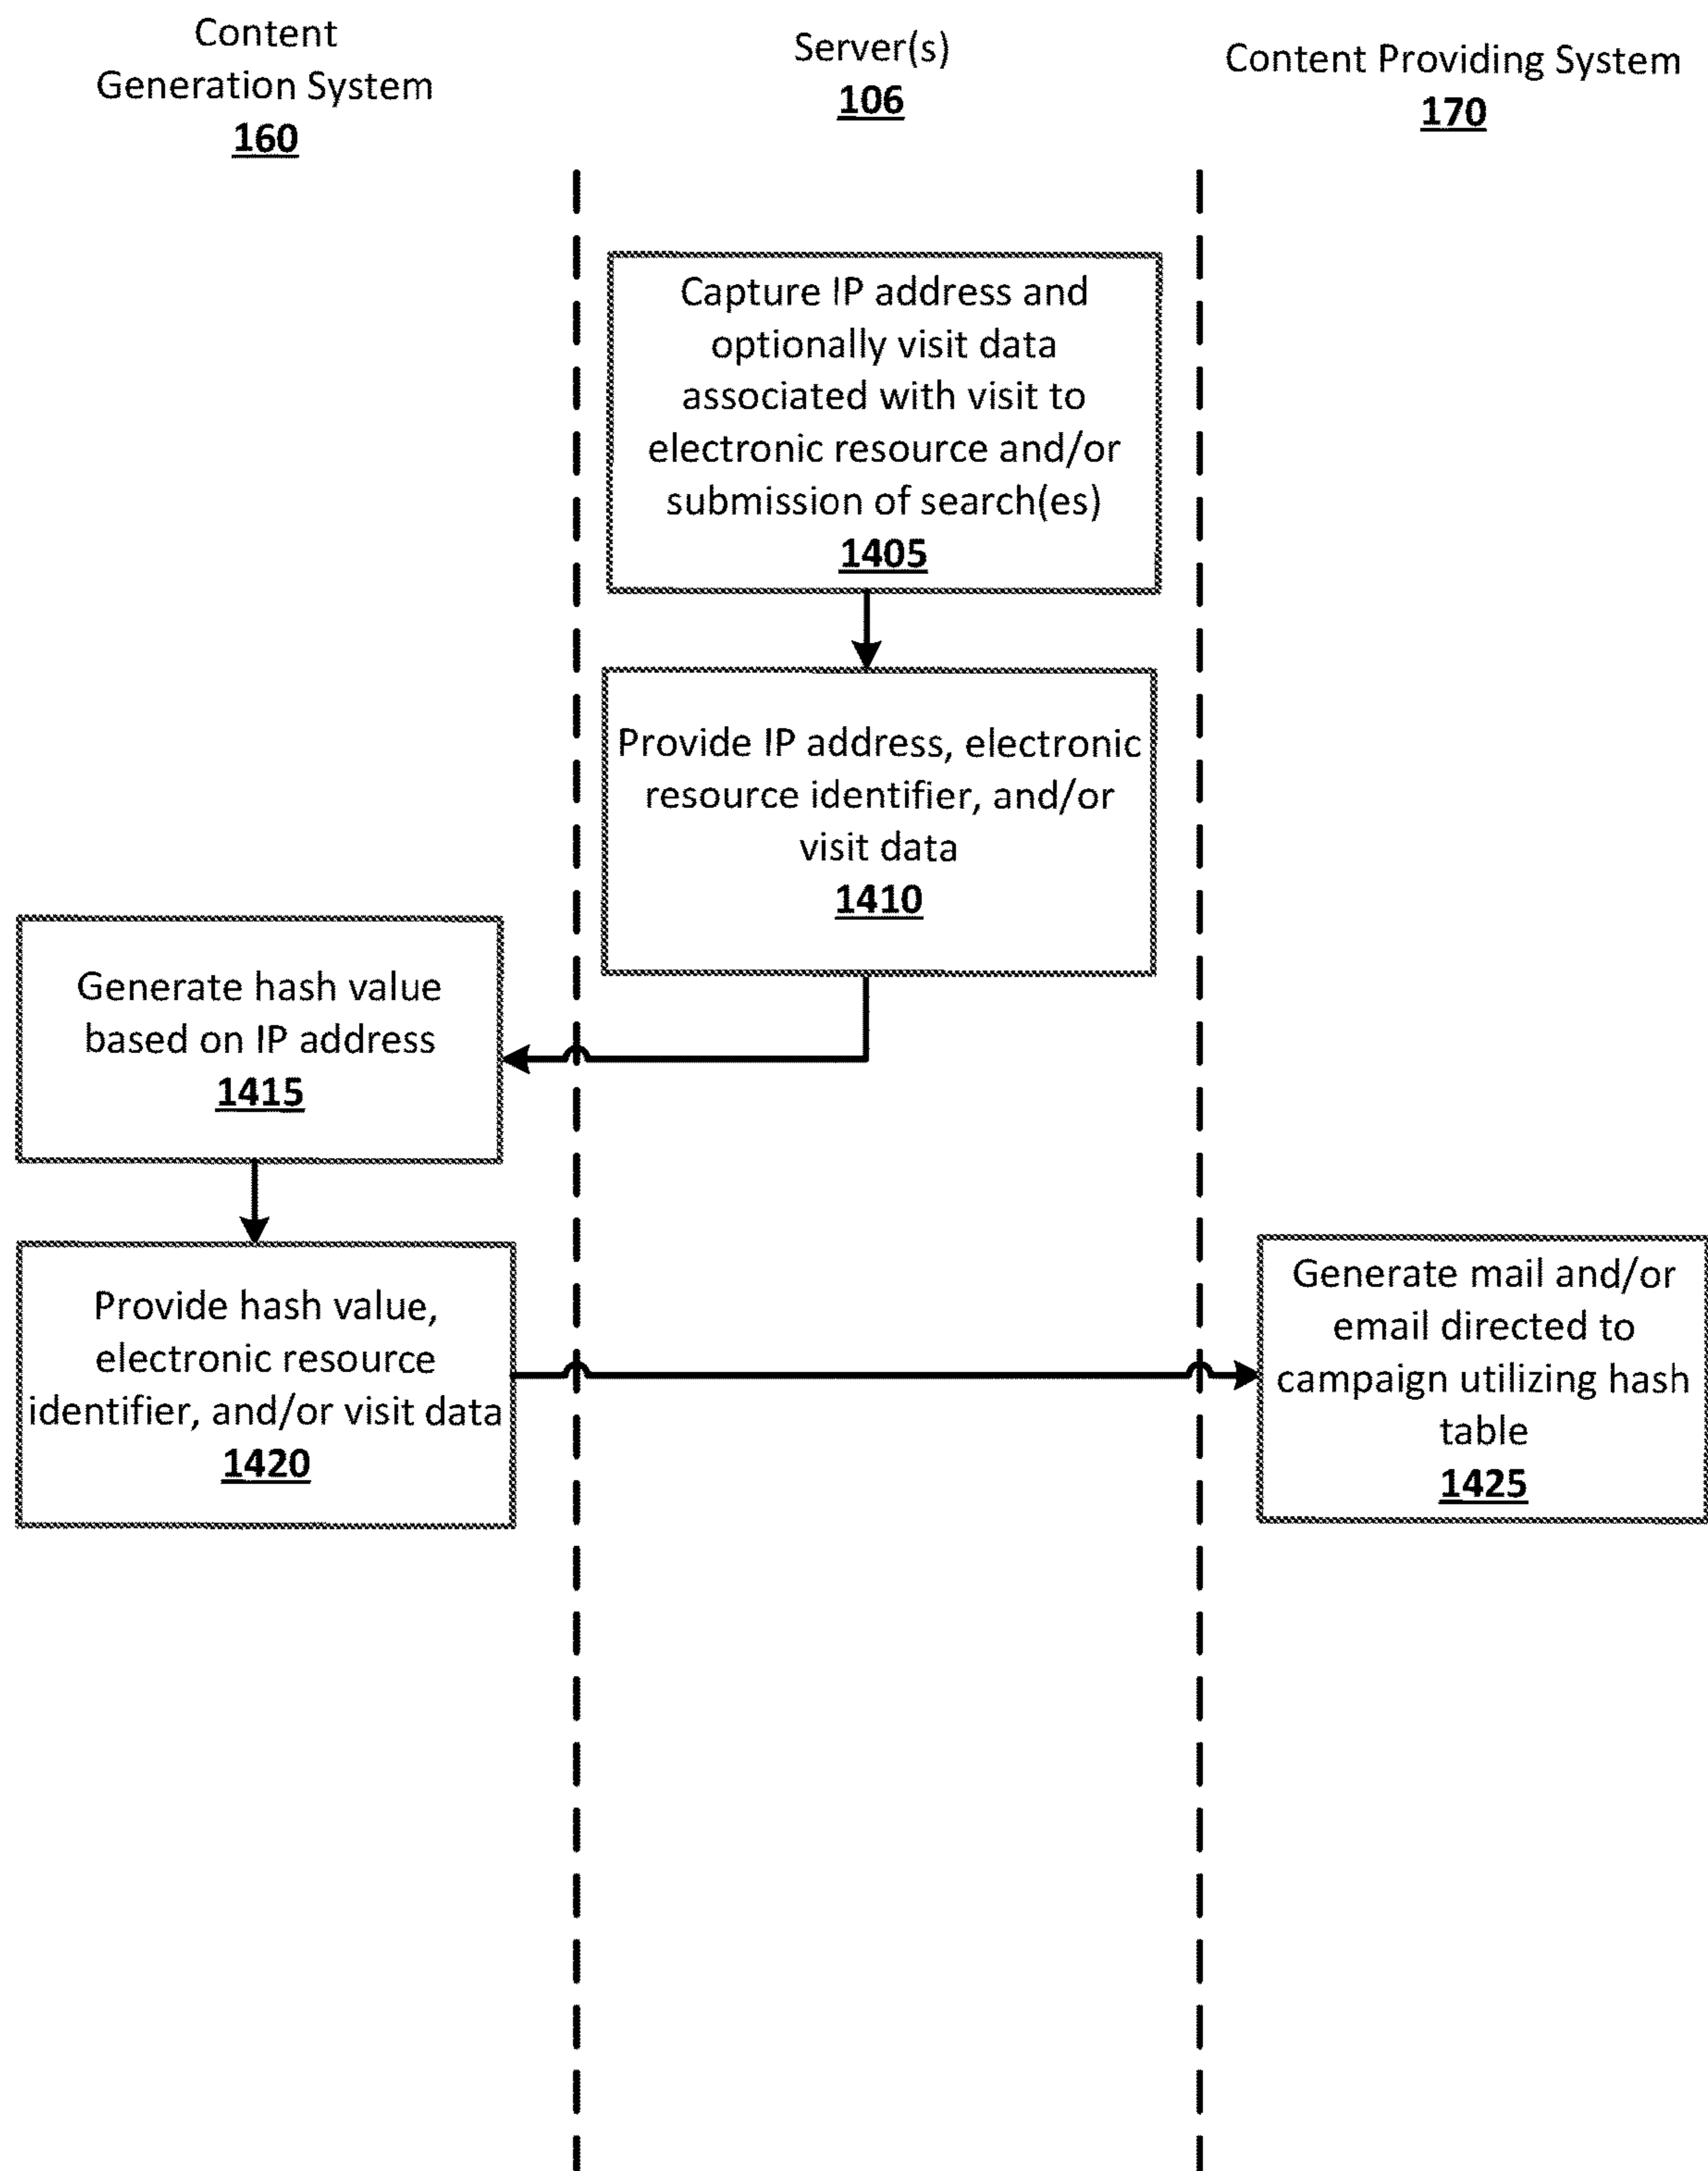 Content
Generation System
160
Server(s)
106
Content Providing System
170
Capture IP address and
optionally visit data
associated with visit to
electronic resource and/or
submission of search(es)
1405
Provide IP address, electronic
resource identifier, and/or
visit data
1410
Generate hash value
based on IP address
1415
Provide hash value,
electronic resource
identifier, and/or visit data
1420
Generate mail and/or
email directed to
campaign utilizing hash
table
1425